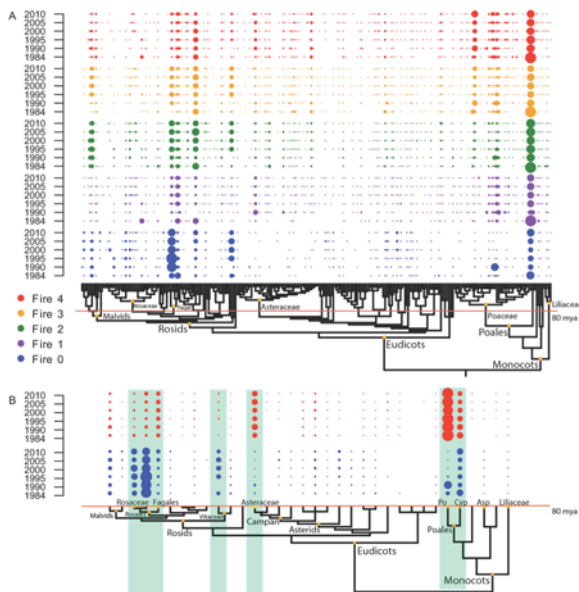 A
2010
2005
2000
1995
1990
1984
2010
2005
2000
1995
1990
1984
2010
2005
2000
1995
1990
1984
2010
2005
2000
1995
1990
1984
2010
2005
2000
1995
1990
1984
Fire 4
Fire 3
Fire 2
Fire 1
Fire 0
Rosaceae
Malvids
Rosids
Asteraceae
Eudicots
Poaceae
Poales
Monocots
Liliaceae
80 mya
B
2010
2005
2000
1995
1990
1984
2010
2005
2000
1995
1990
1984
Rosaceae Fagales Asteraceae Po Cyp Asp Liliaceae
80 mya
Malvids Rosales Vitaceae Campan Asterids Poales
Rosids
Eudicots
Monocots